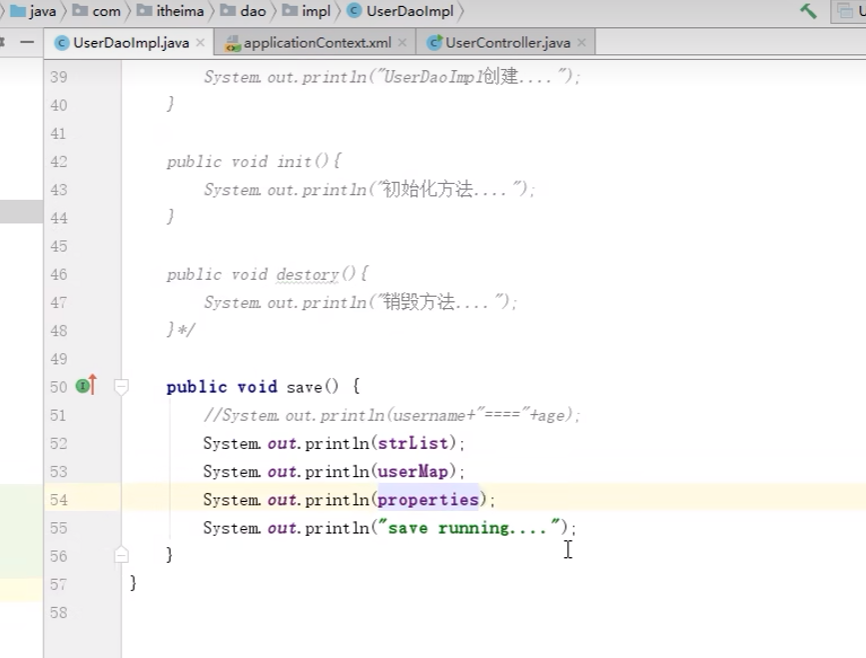 java com itheima dao impl UserDaoImpl
UserDaoImpl.java applicationContext.xml UserController.java
39 System.out.println("UserDaoImpl创建....");
40 }
41
42 public void init(){
43 System.out.println("初始化方法....");
44 }
45
46 public void destory(){
47 System.out.println("销毁方法....");
48 }*/
49
50 public void save() {
51 //System.out.println(username+"===="+age);
52 System.out.println(strList);
53 System.out.println(userMap);
54 System.out.println(properties);
55 System.out.println("save running....");
56 }
57 }
58